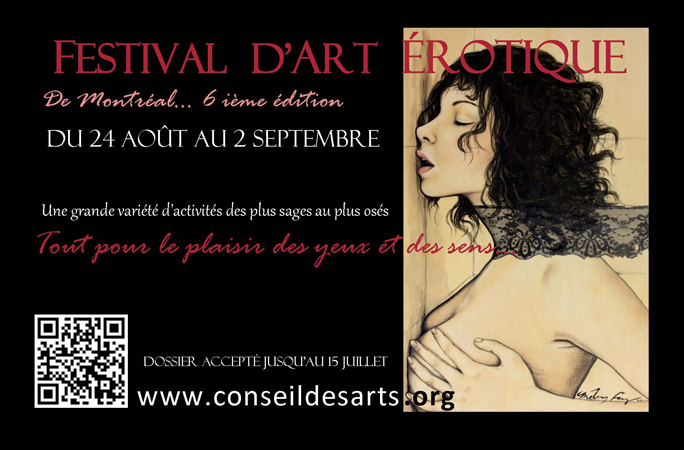 FESTIVAL D'ART ÉROTIQUE
De Montréal... 6 ième édition
DU 24 AOÛT AU 2 SEPTEMBRE
Une grande variété d'activités des plus sages au plus osés
Tout pour le plaisir des yeux et des sens...
DOSSIER ACCEPTÉ JUSQU'AU 15 JUILLET
www.conseildesarts.org